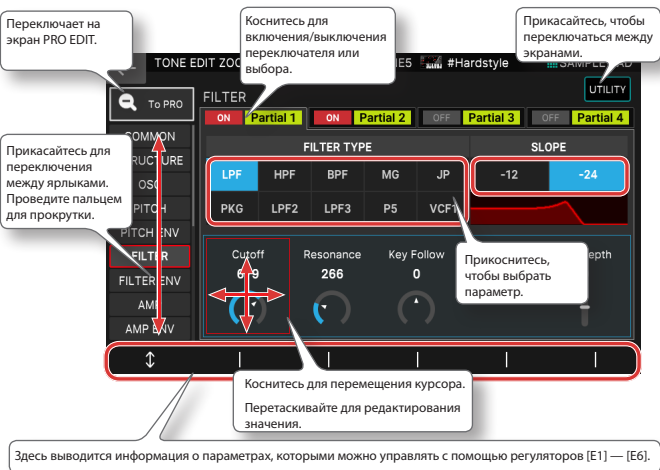 Переключает на
экран PRO EDIT.
Коснитесь для
включения/выключения
переключателя или
выбора.
Прикасайтесь, чтобы
переключаться между
экранами.
TONE EDIT ZOO
#Hardstyle
To PRO
FILTER
UTILITY
ON Partial 1 ON Partial 2 OFF Partial 3 OFF Partial 4
Прикасайтесь для
переключения
между ярлыками.
Проведите пальцем
для прокрутки.
COMMON
OSC
PITCH
PITCH ENV
FILTER
FILTER ENV
AMP
AMP ENV
FILTER TYPE SLOPE
LPF HPF BPF MG JP -12 -24
PKG LPF2 LPF3 P5 VCF1
Cutoff Resonance Key Follow
266 0
Прикоснитесь,
чтобы выбрать
параметр.
Коснитесь для перемещения курсора.
Перетаскивайте для редактирования
значения.
Здесь выводится информация о параметрах, которыми можно управлять с помощью регуляторов [E1] — [E6].